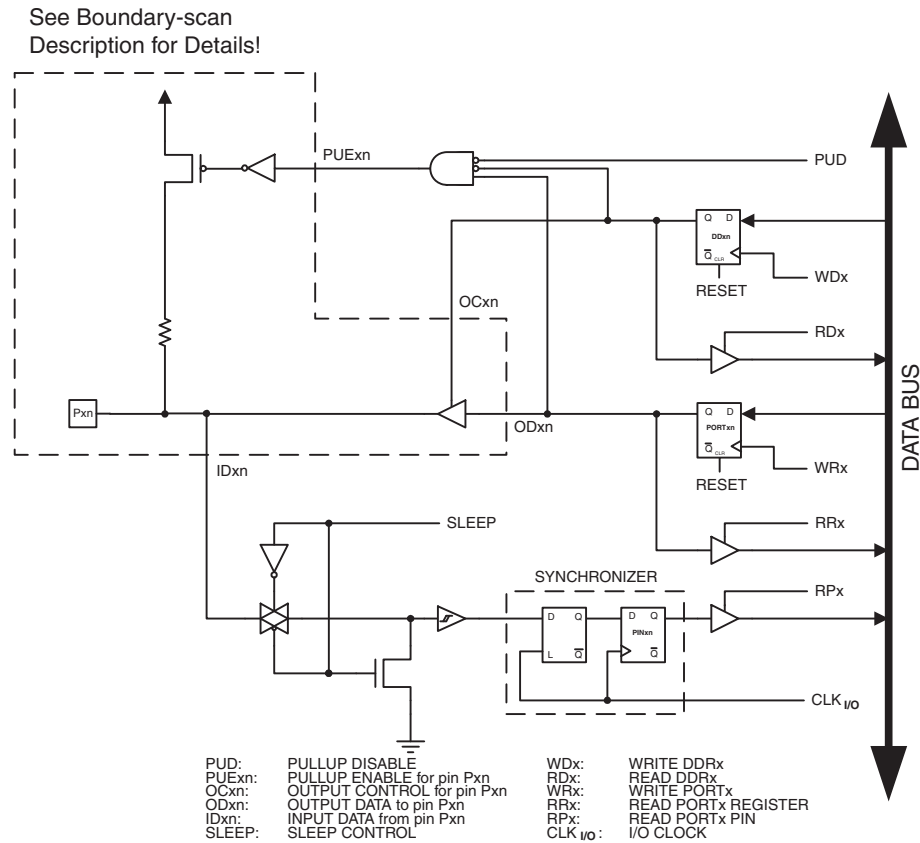 See Boundary-scan
Description for Details!
PUExn
PUD
Q D
DDxn
Q CLR
RESET
WDx
OCxn
RDx
Pxn
ODxn
Q D
PORTxn
Q CLR
RESET
WRx
IDxn
SLEEP
RRx
SYNCHRONIZER
RPx
D Q
L Q
D Q
PINxn
Q
CLK I/O
DATA BUS
PUD: PULLUP DISABLE
PUExn: PULLUP ENABLE for pin Pxn
OCxn: OUTPUT CONTROL for pin Pxn
ODxn: OUTPUT DATA to pin Pxn
IDxn: INPUT DATA from pin Pxn
SLEEP: SLEEP CONTROL
WDx: WRITE DDRx
RDx: READ DDRx
WRx: WRITE PORTx
RRx: READ PORTx REGISTER
RPx: READ PORTx PIN
CLK I/O : I/O CLOCK